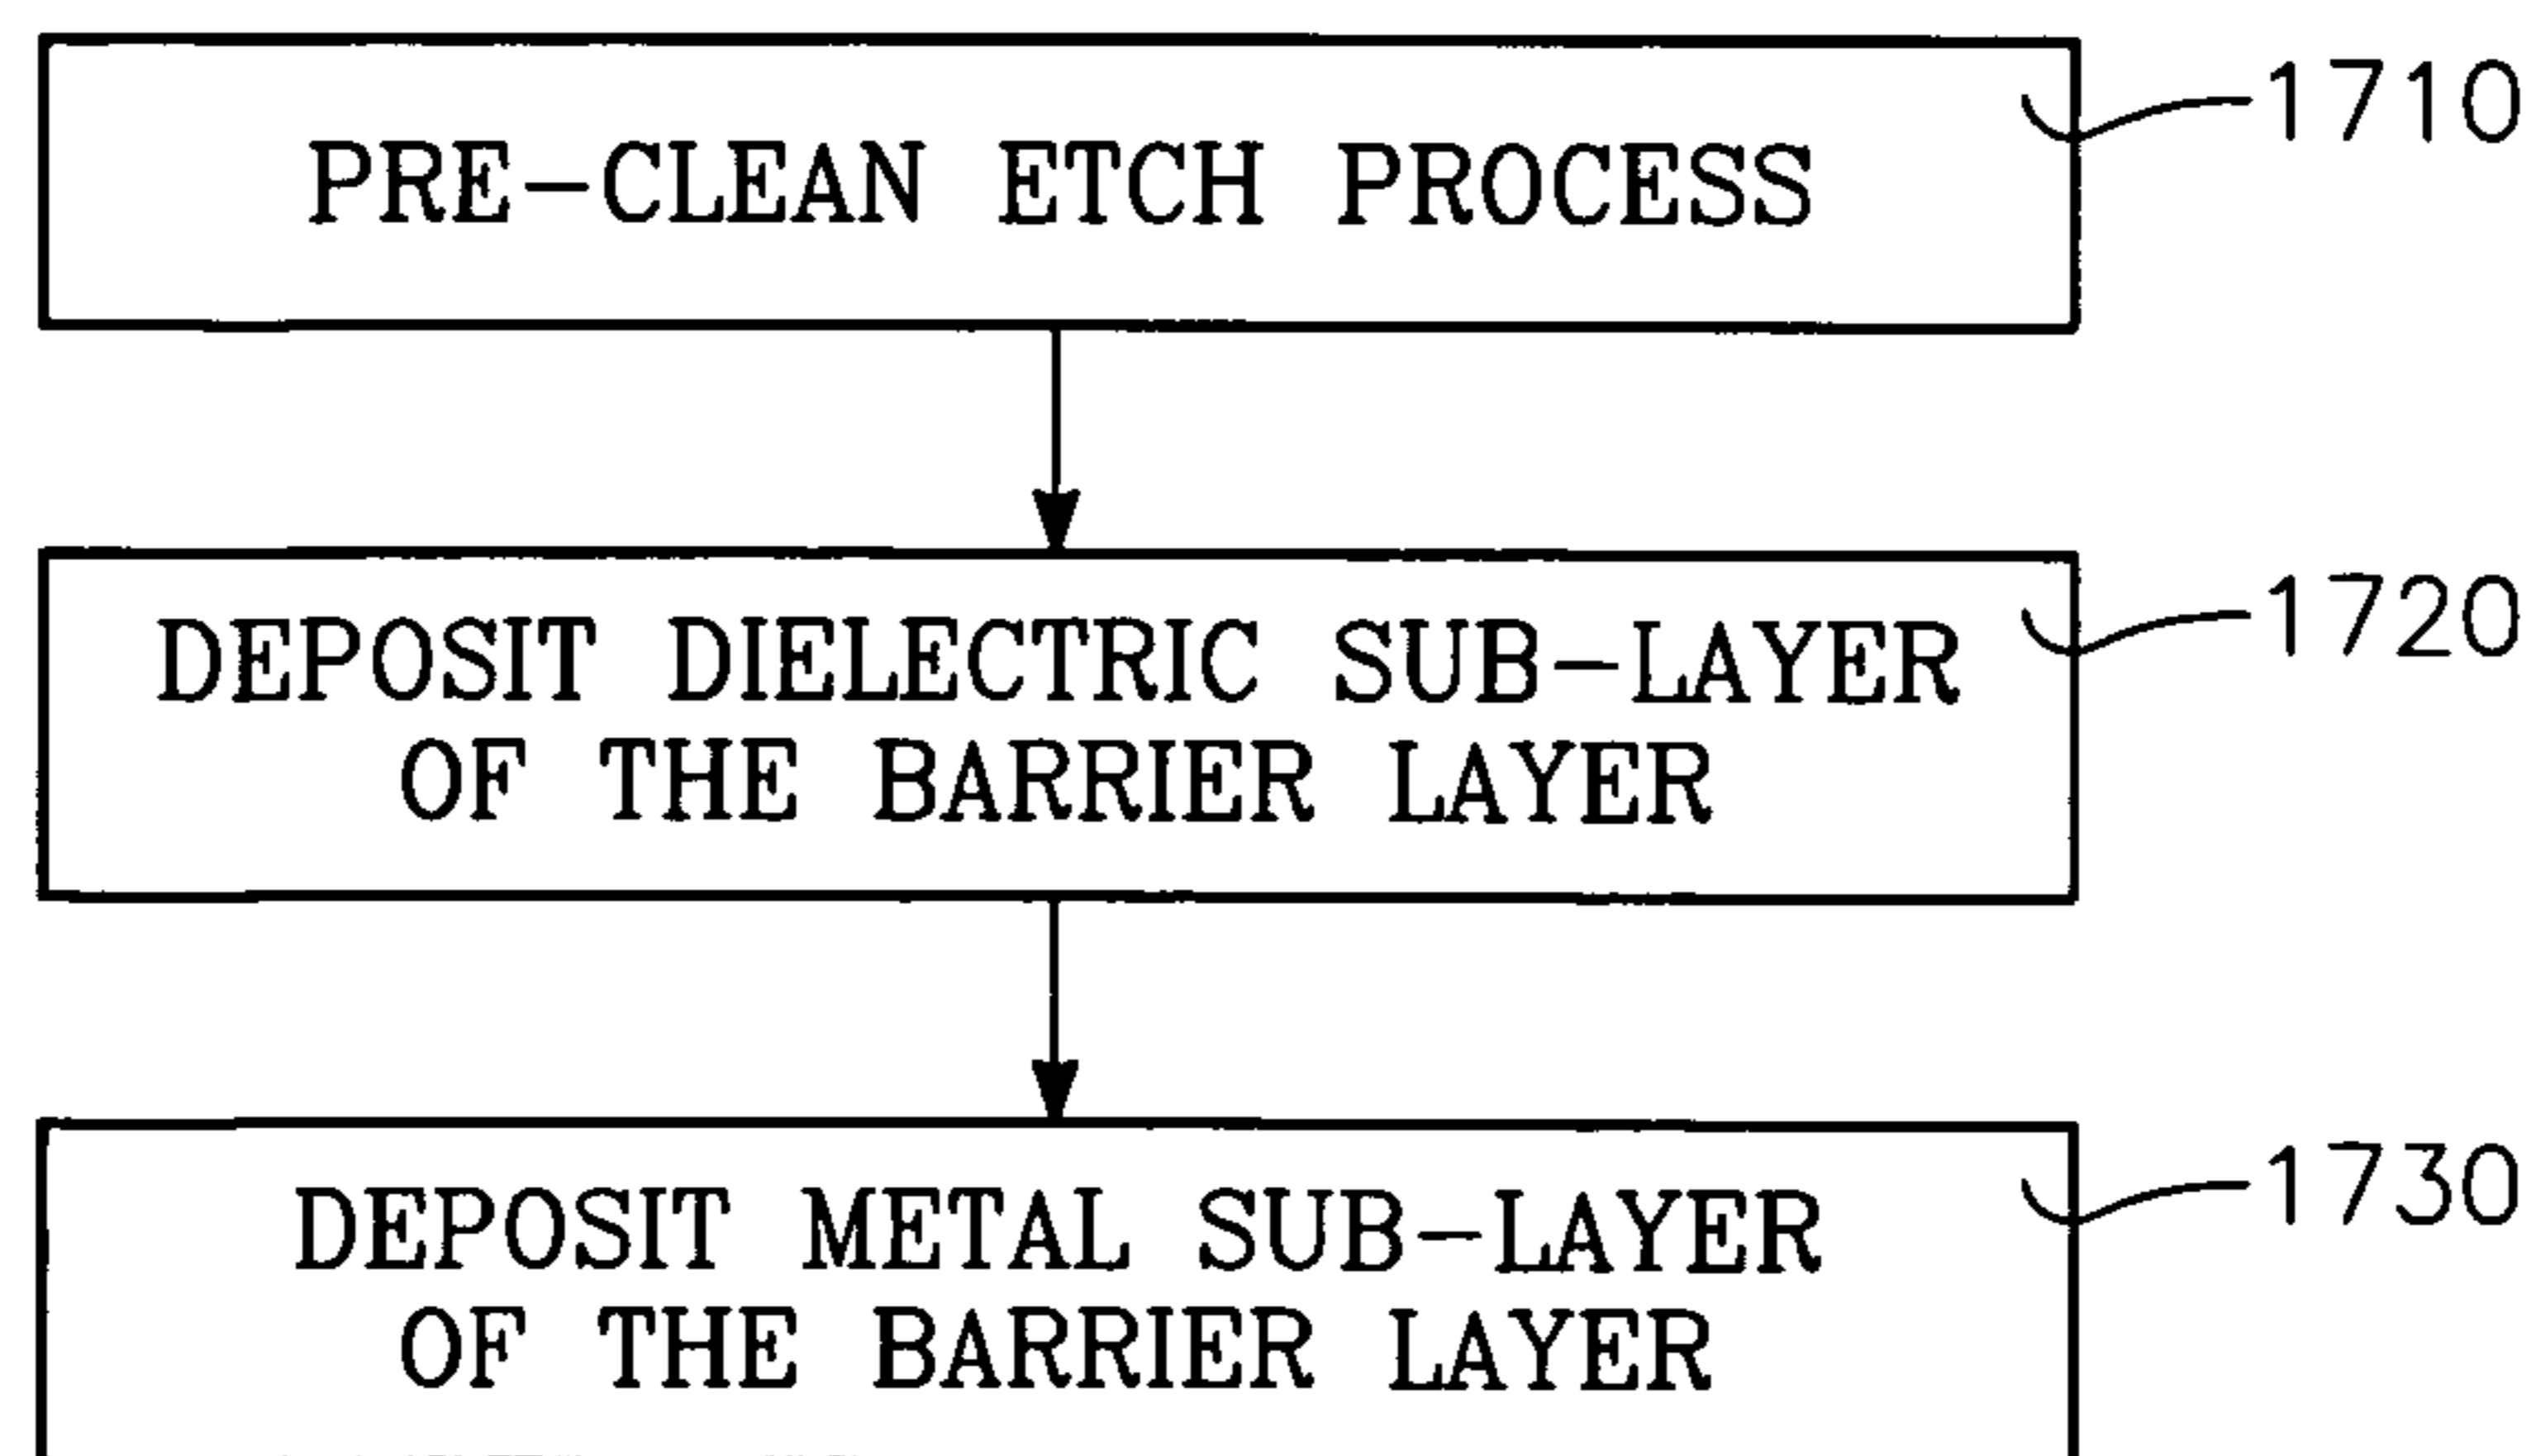 PRE-CLEAN ETCH PROCESS
1710
DEPOSIT DIELECTRIC SUB-LAYER
OF THE BARRIER LAYER
1720
DEPOSIT METAL SUB-LAYER
OF THE BARRIER LAYER
1730